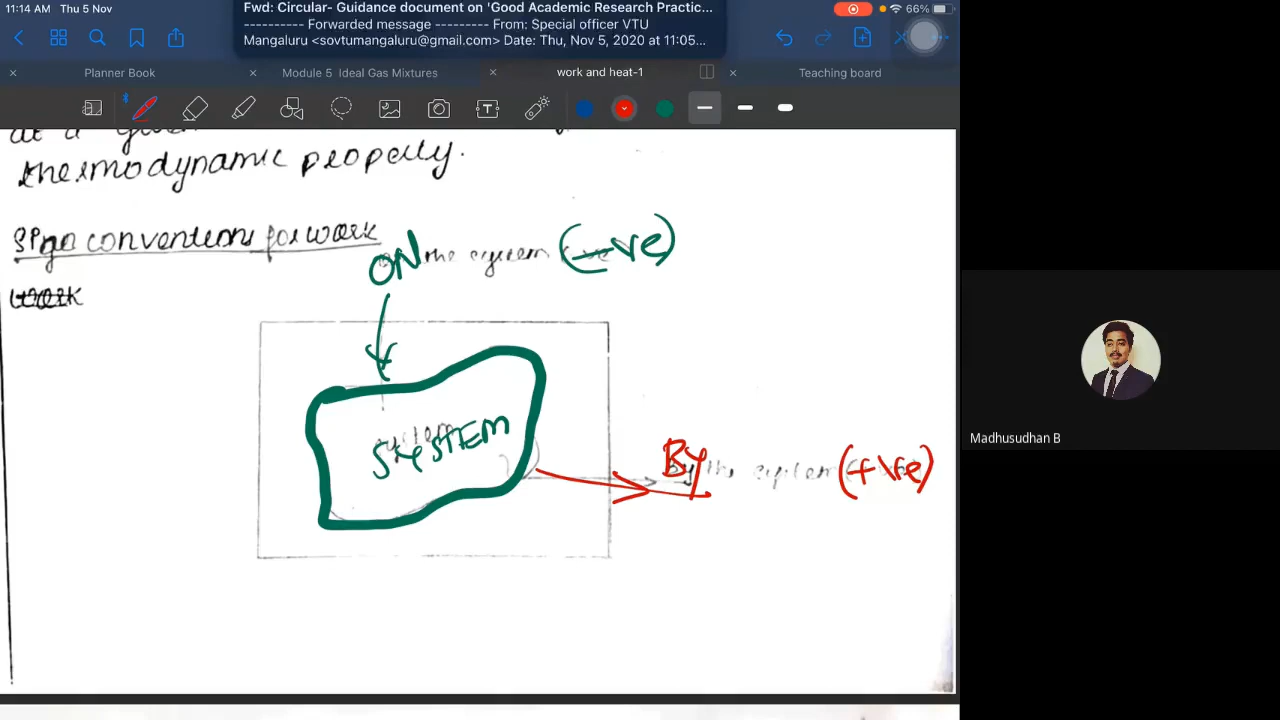 11:14 AM Thu 5 Nov
Fwd: Circular- Guidance document on 'Good Academic Research Practic...
---------- Forwarded message --------- From: Special officer VTU
Mangaluru <sovtumangaluru@gmail.com> Date: Thu, Nov 5, 2020 at 11:05...
66%
Planner Book
Module 5 Ideal Gas Mixtures
work and heat-1
Teaching board
at a
thermodynamic property.
Sign conventions for work
ON the system (-ve)
work
SYSTEM
BY the system (+ve)
Madhusudhan B